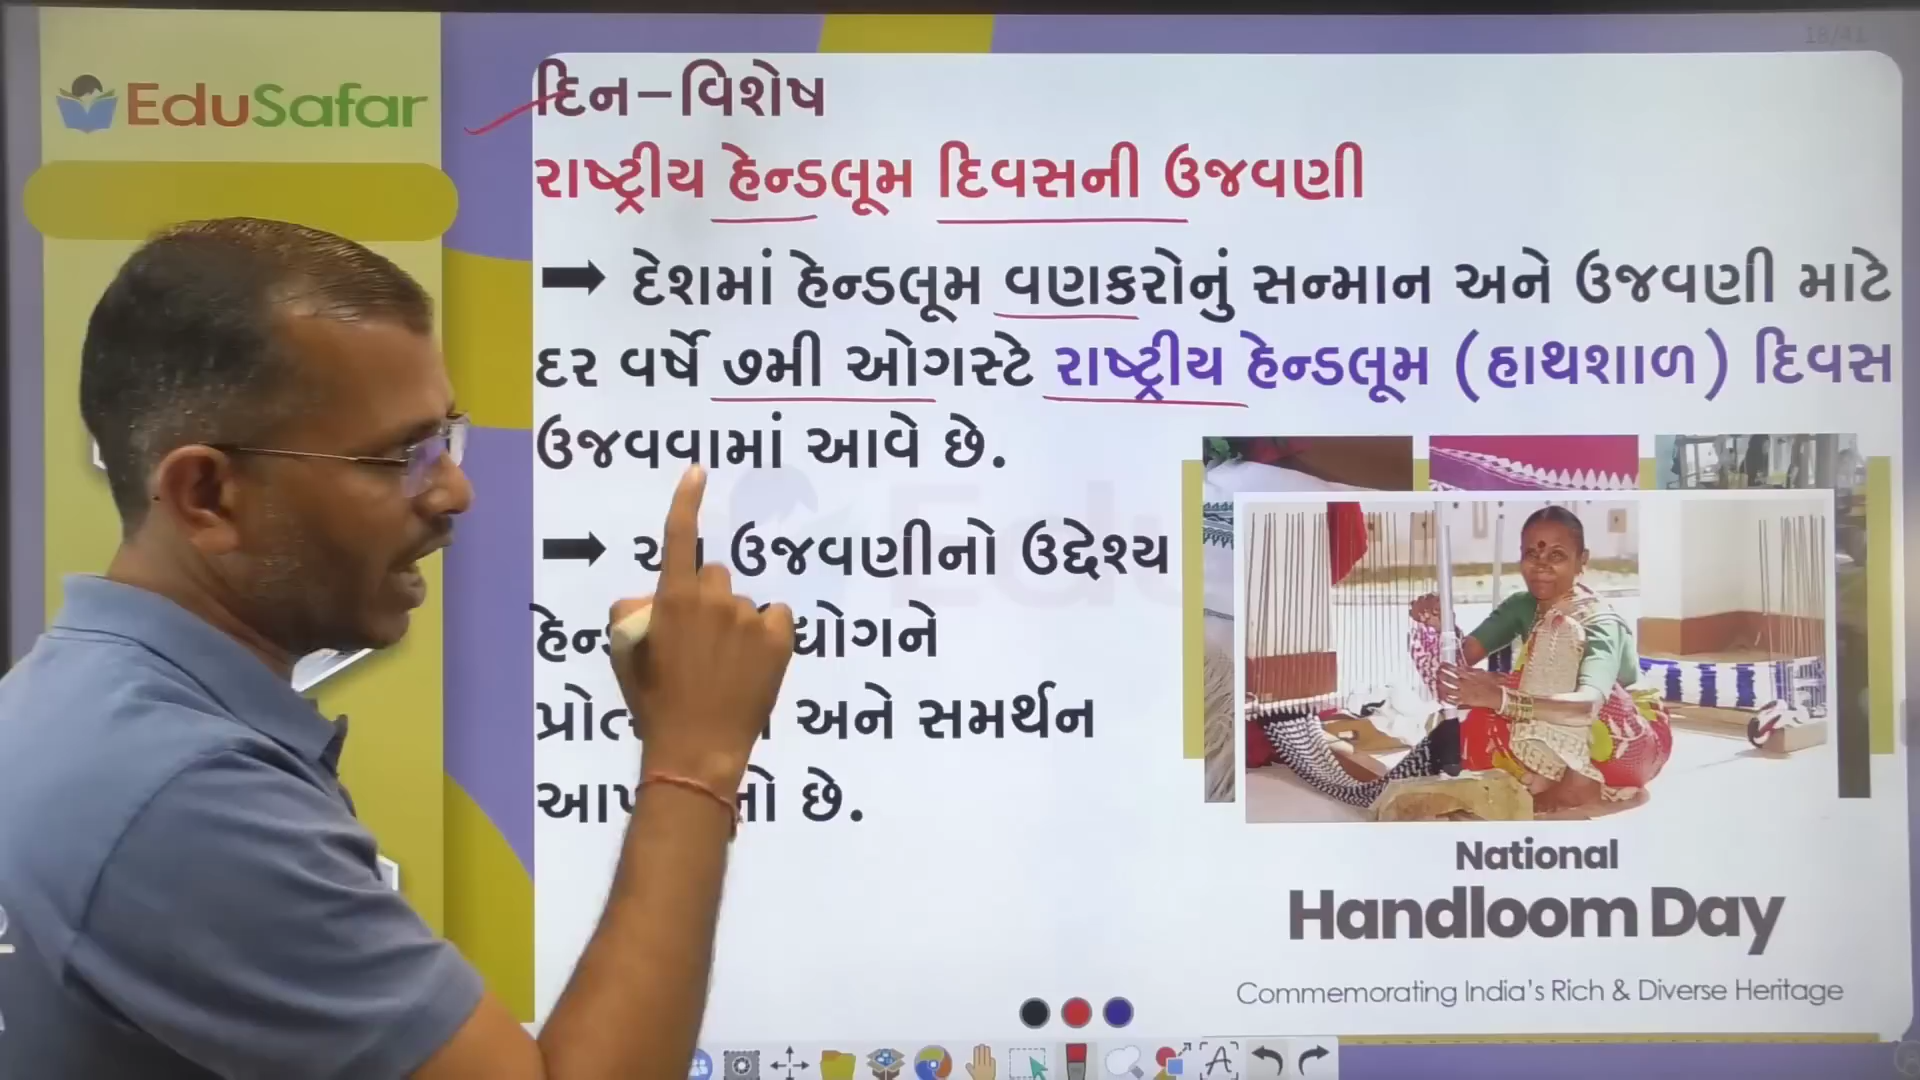 EduSafar
દિન–વિશેષ
રાષ્ટ્રીય હેન્ડલૂમ દિવસની ઉજવણી
➡ દેશમાં હેન્ડલૂમ વણકરોનું સન્માન અને ઉજવણી માટે
દર વર્ષે ૭મી ઓગસ્ટે રાષ્ટ્રીય હેન્ડલૂમ (હાથશાળ) દિવસ
ઉજવવામાં આવે છે.
➡ ઉજવણીનો ઉદ્દેશ્ય
અને સમર્થન
છે.
National
Handloom Day
Commemorating India's Rich & Diverse Heritage